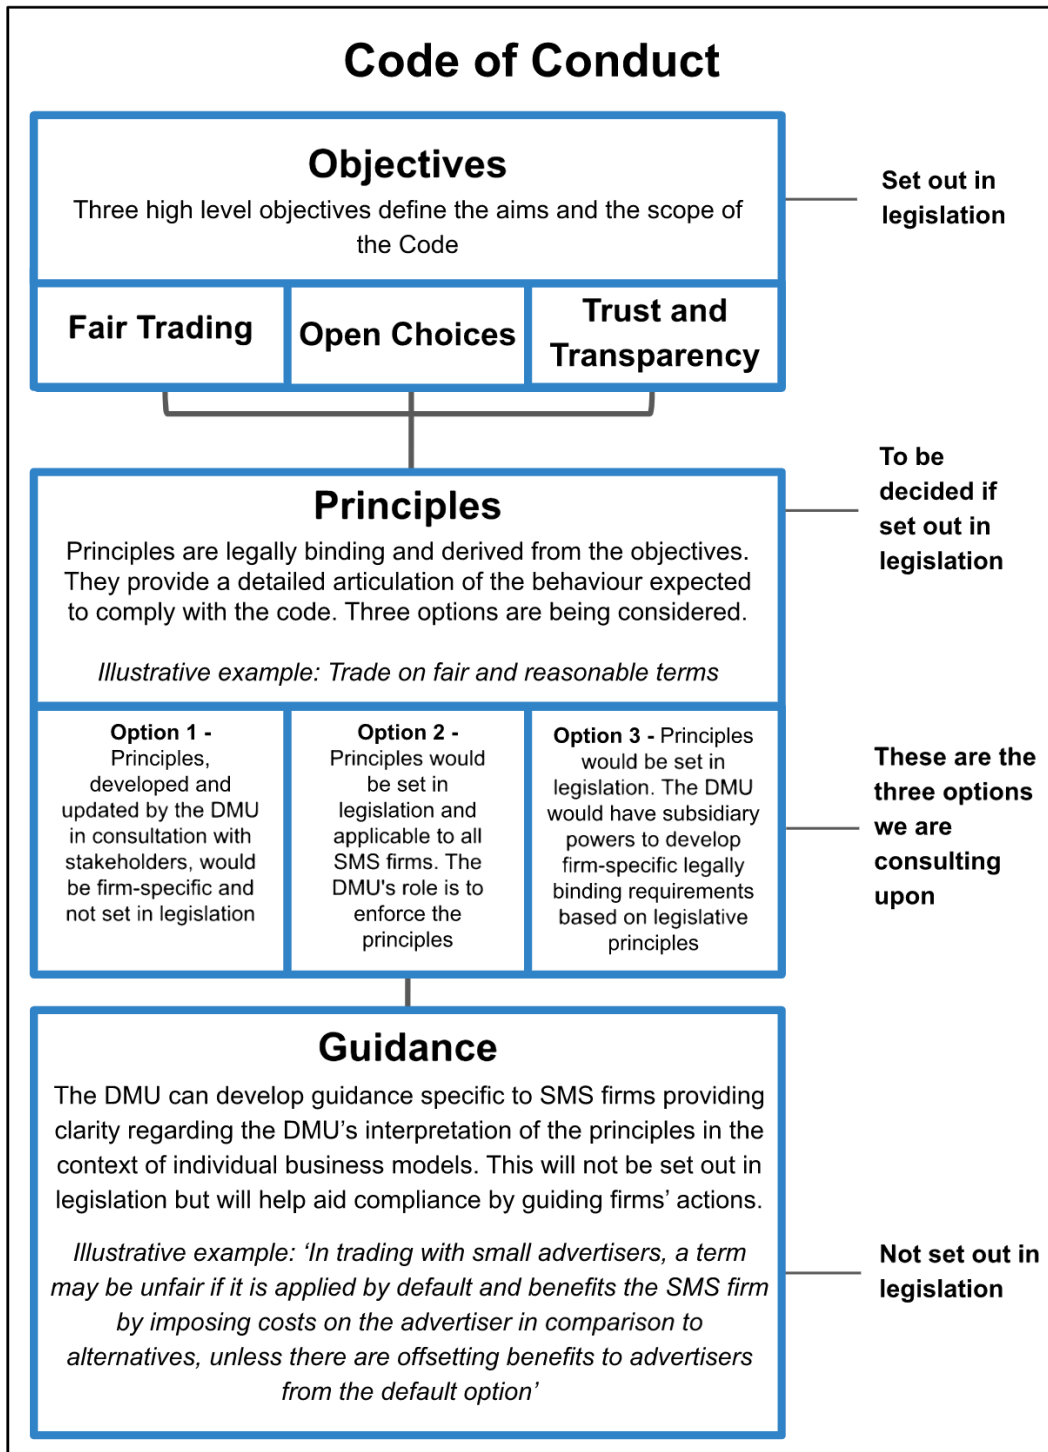 Code of Conduct
Objectives
Three high level objectives define the aims and the scope of
the Code
Set out in
legislation
Fair Trading
Open Choices
Trust and
Transparency
To be
decided if
set out in
legislation
Principles
Principles are legally binding and derived from the objectives.
They provide a detailed articulation of the behaviour expected
to comply with the code. Three options are being considered.
Illustrative example: Trade on fair and reasonable terms
Option 1 -
Principles,
developed and
updated by the DMU
in consultation with
stakeholders, would
be firm-specific and
not set in legislation
Option 2 -
Principles would
be set in
legislation and
applicable to all
SMS firms. The
DMU's role is to
enforce the
principles
Option 3 - Principles
would be set in
legislation. The DMU
would have subsidiary
powers to develop
firm-specific legally
binding requirements
based on legislative
principles
These are the
three options
we are
consulting
upon
Guidance
The DMU can develop guidance specific to SMS firms providing
clarity regarding the DMU’s interpretation of the principles in the
context of individual business models. This will not be set out in
legislation but will help aid compliance by guiding firms’ actions.
Illustrative example: ‘In trading with small advertisers, a term
may be unfair if it is applied by default and benefits the SMS firm
by imposing costs on the advertiser in comparison to
alternatives, unless there are offsetting benefits to advertisers
from the default option’
Not set out in
legislation